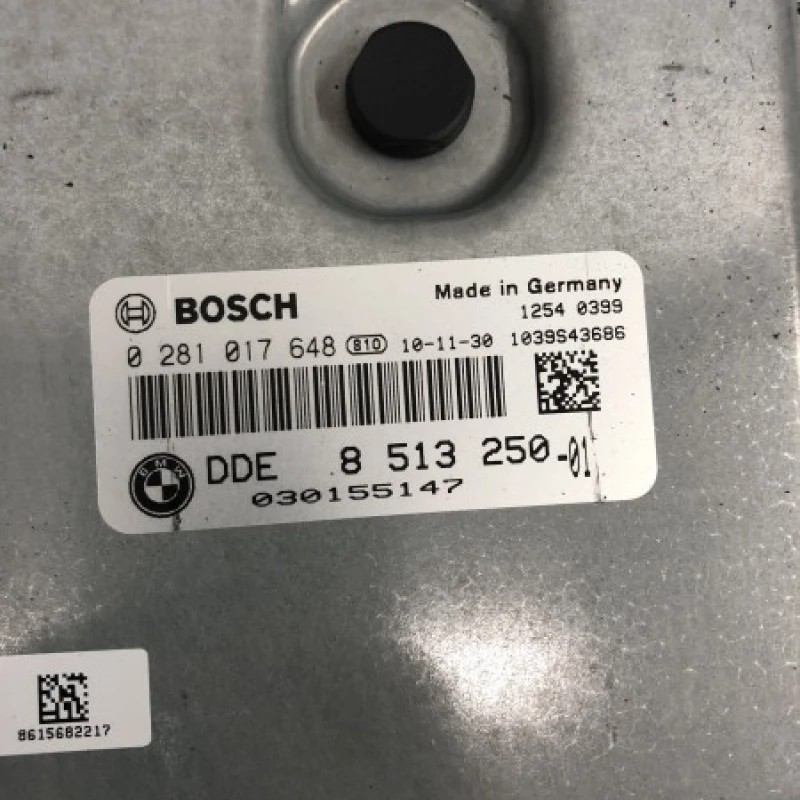 BOSCH
Made in Germany
1254 0399
0 281 017 648 810 10-11-30 1039S43686
BMW
DDE 8 513 250-01
030155147
8615682217